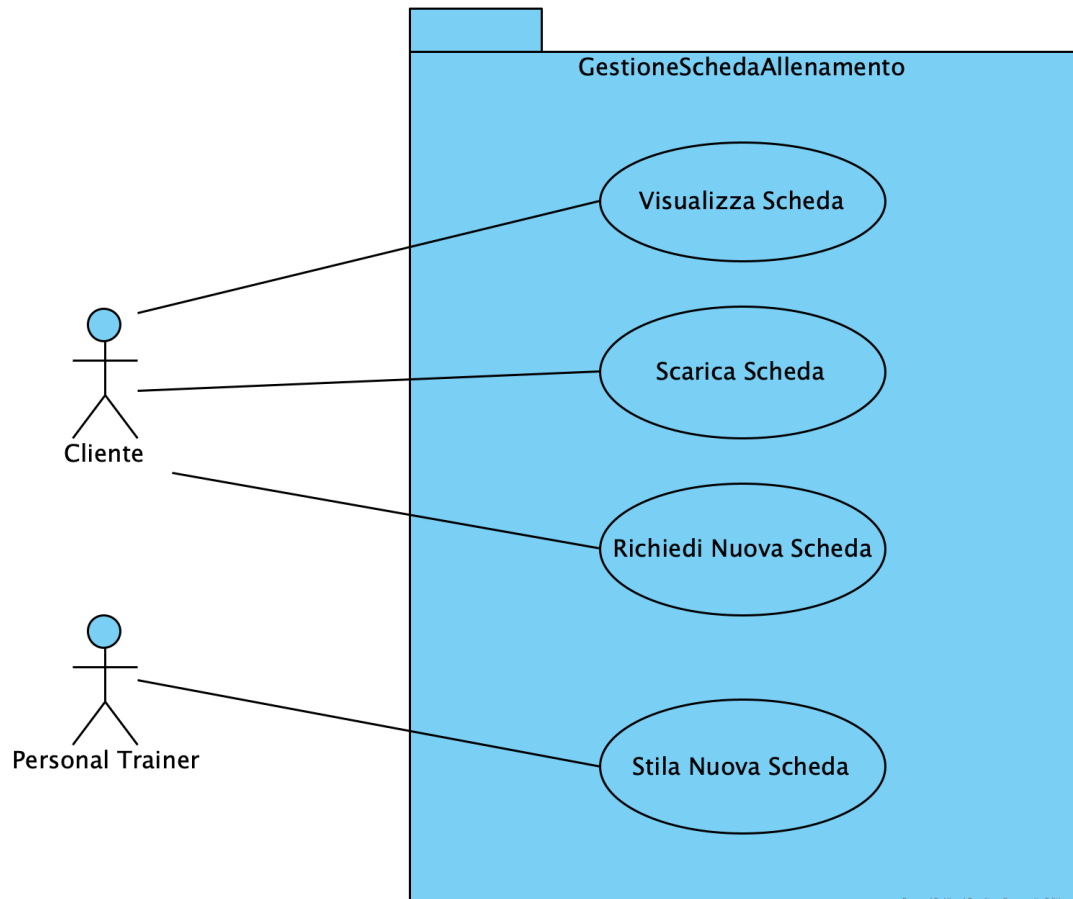 GestioneSchedaAllenamento
Visualizza Scheda
Scarica Scheda
Cliente
Richiedi Nuova Scheda
Personal Trainer
Stila Nuova Scheda